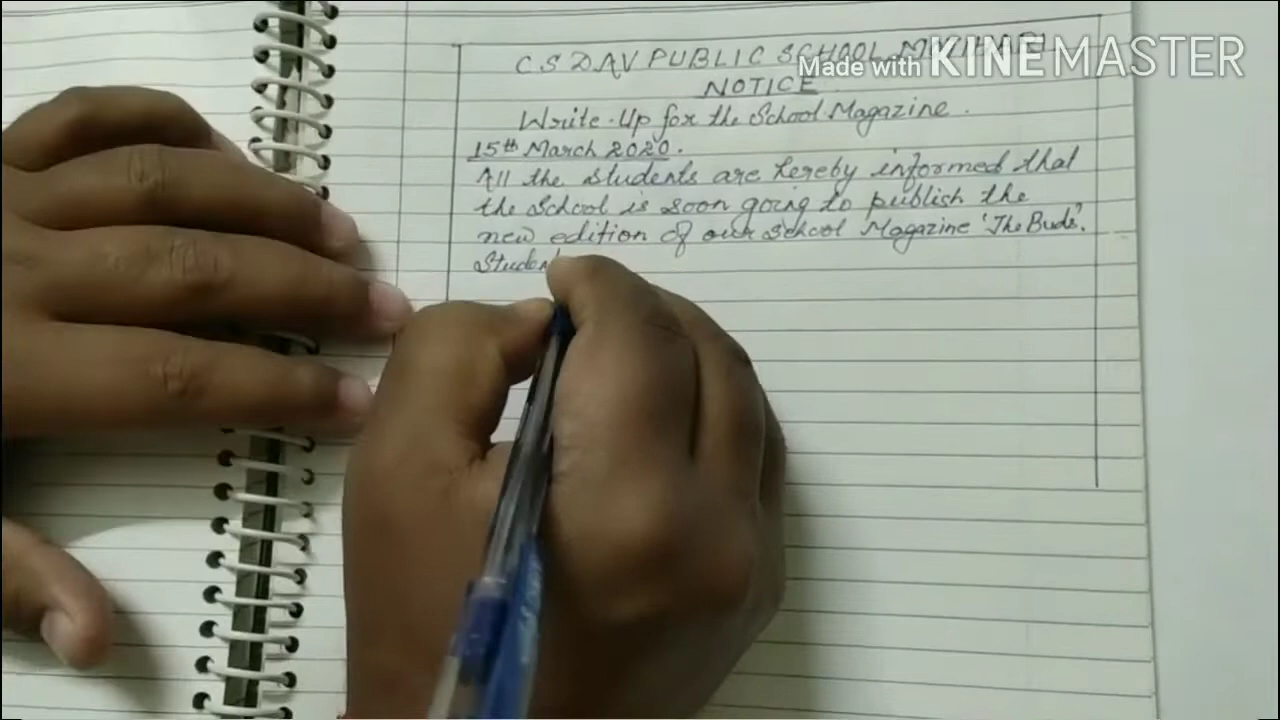 C S DAV PUBLIC SCHOOL
Made with KINEMASTER
NOTICE
Write-Up for the School Magazine.
15th March 2020.
All the students are hereby informed that
the School is soon going to publish the
new edition of our School Magazine 'The Buds'.
Studen